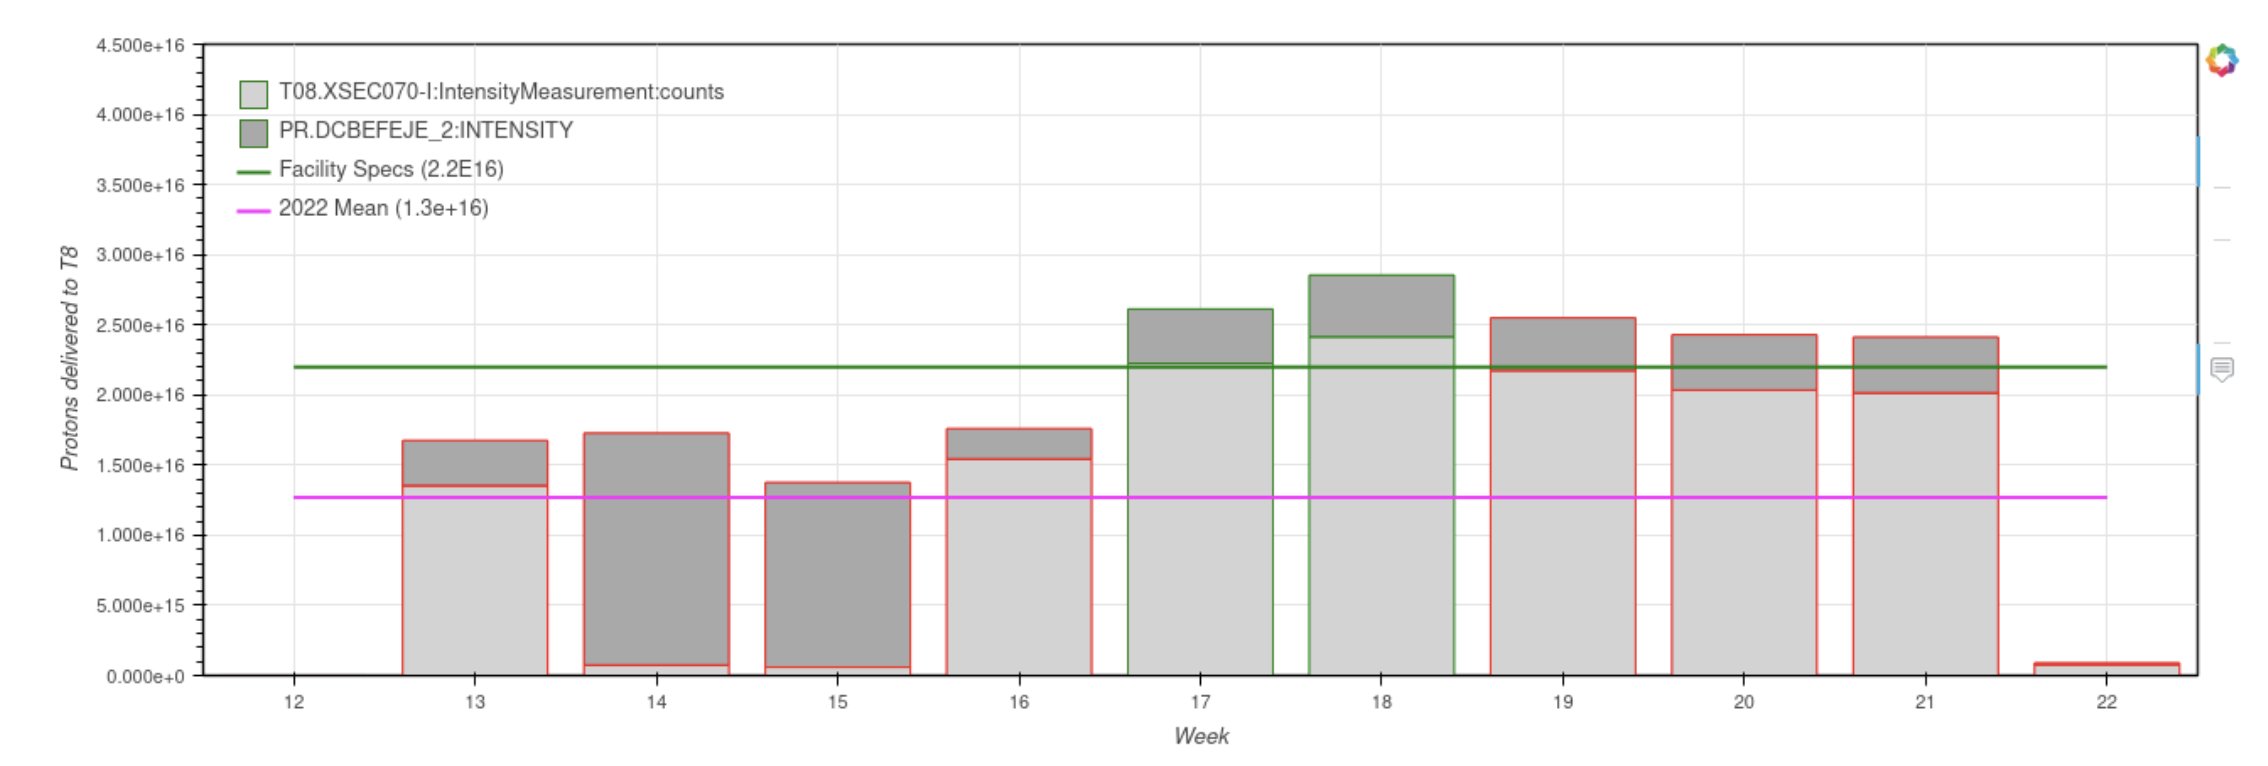 4.500e+16
4.000e+16
3.500e+16
3.000e+16
2.500e+16
2.000e+16
1.500e+16
1.000e+16
5.000e+15
0.000e+0
Protons delivered to T8
T08.XSEC070-I:IntensityMeasurement:counts
PR.DCBEFEJE_2:INTENSITY
Facility Specs (2.2E16)
2022 Mean (1.3e+16)
12 13 14 15 16 17 18 19 20 21 22
Week